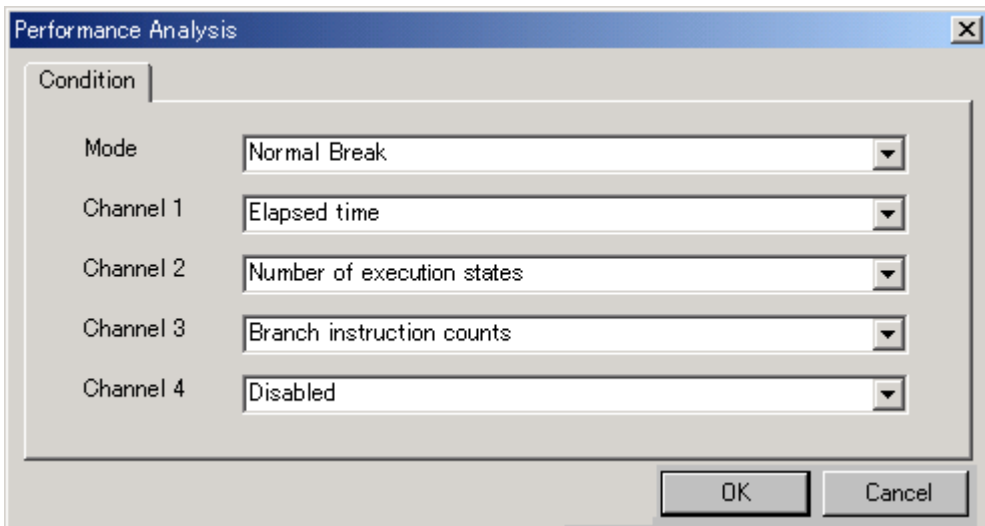 Performance Analysis
Condition
Mode Normal Break
Channel 1 Elapsed time
Channel 2 Number of execution states
Channel 3 Branch instruction counts
Channel 4 Disabled
OK Cancel